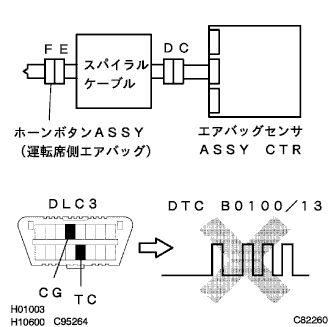 F E
D C
スパイラル
ケーブル
ホーンボタンASSY
(運転席側エアバッグ)
エアバッグセンサ
ASSY CTR
DLC3
DTC B0100/13
CG
TC
H01003
H10600 C95264
C82260